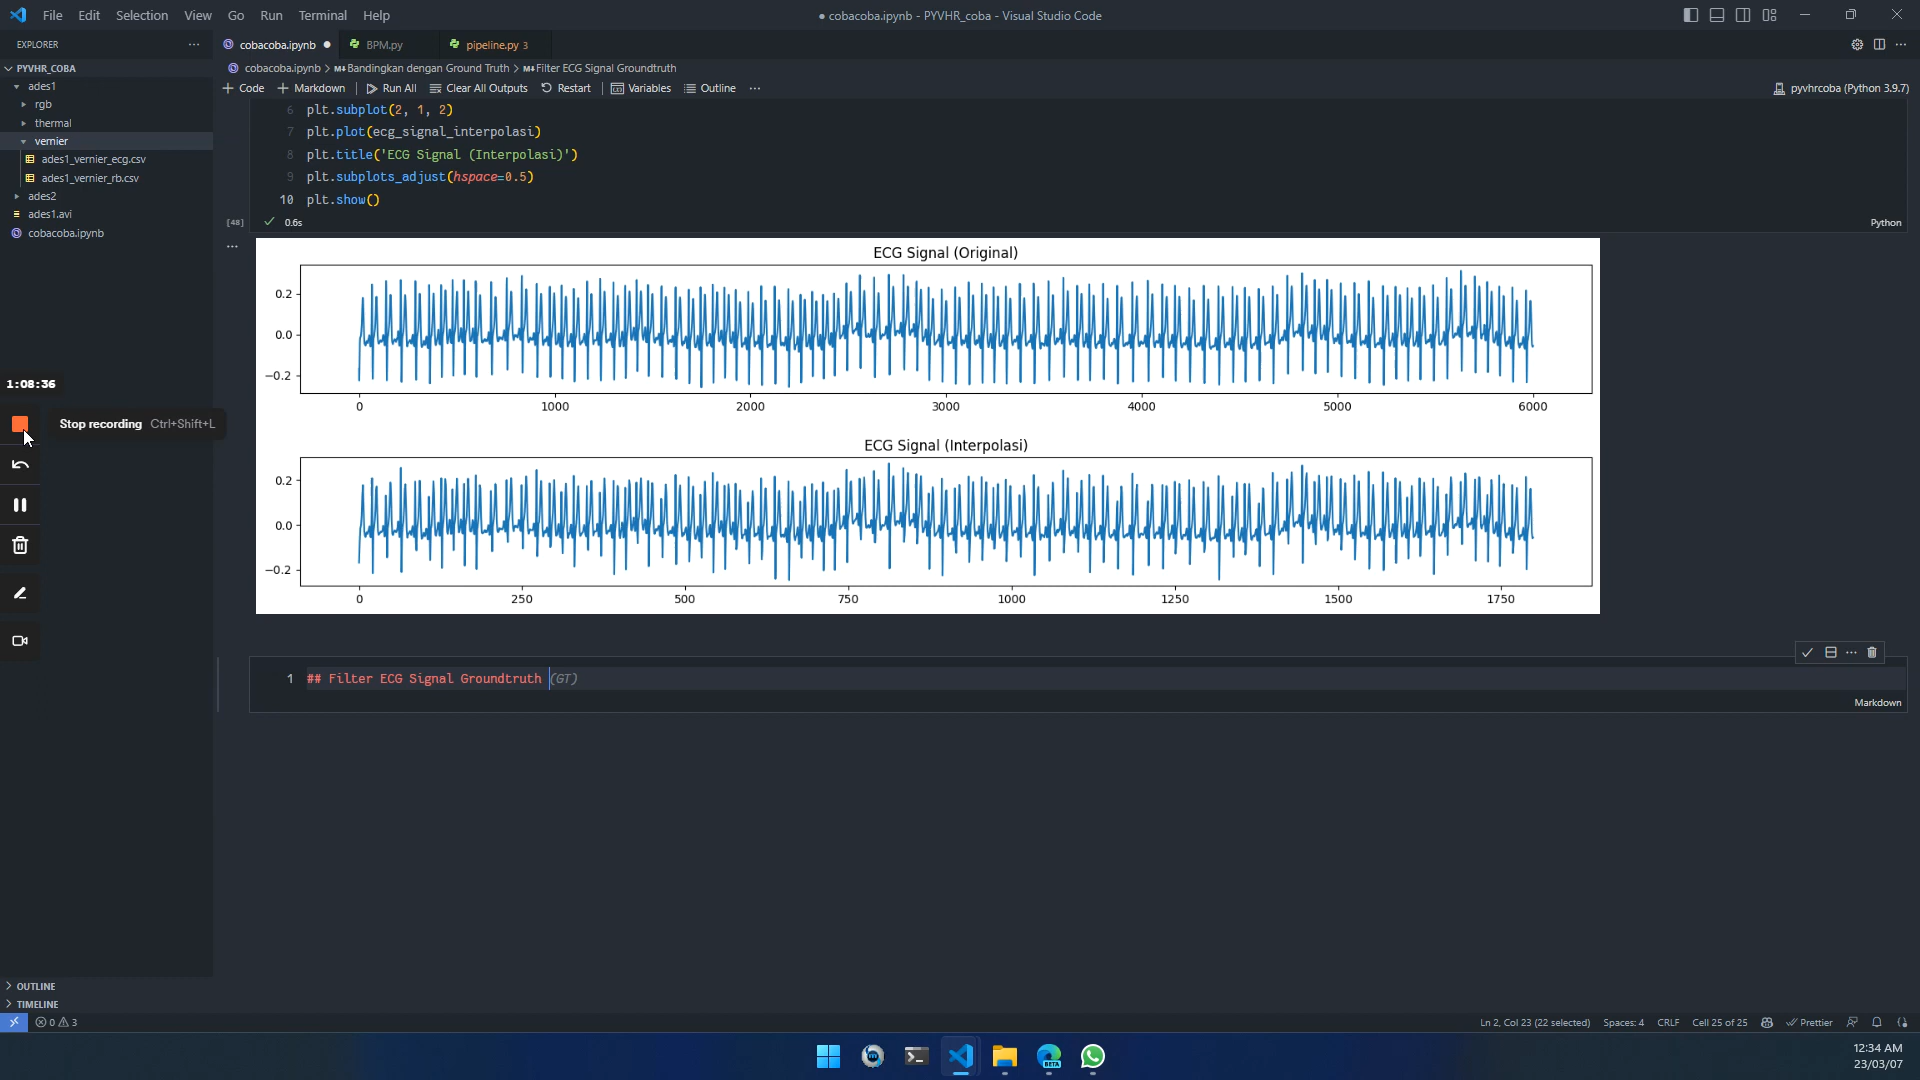 File Edit Selection View Go Run Terminal Help
● cobacoba.ipynb - PYVHR_coba - Visual Studio Code
EXPLORER
cobacoba.ipynb ●
BPM.py
pipeline.py 3
PYVHR_COBA
cobacoba.ipynb > M↓Bandingkan dengan Ground Truth > M↓Filter ECG Signal Groundtruth
ades1
+ Code + Markdown Run All Clear All Outputs Restart Variables Outline ...
pyvhrcoba (Python 3.9.7)
rgb
thermal
vernier
ades1_vernier_ecg.csv
ades1_vernier_rb.csv
ades2
ades1.avi
cobacoba.ipynb
6 plt.subplot(2, 1, 2)
7 plt.plot(ecg_signal_interpolasi)
8 plt.title('ECG Signal (Interpolasi)')
9 plt.subplots_adjust(hspace=0.5)
10 plt.show()
[48] 0.6s
Python
ECG Signal (Original)
0.2
0.0
−0.2
0 1000 2000 3000 4000 5000 6000
1:08:36
Stop recording Ctrl+Shift+L
ECG Signal (Interpolasi)
0.2
0.0
−0.2
0 250 500 750 1000 1250 1500 1750
1 ## Filter ECG Signal Groundtruth (GT)
Markdown
OUTLINE
TIMELINE
0 3
Ln 2, Col 23 (22 selected) Spaces: 4 CRLF Cell 25 of 25 Prettier
BETA
12:34 AM
23/03/07